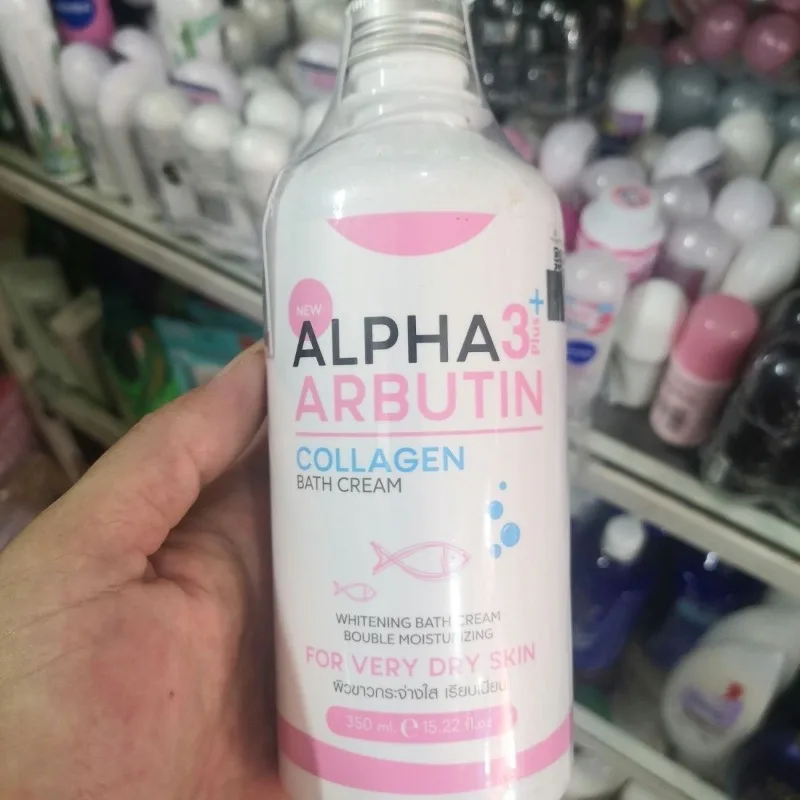 NEW
ALPHA 3 Plus+
ARBUTIN
COLLAGEN
BATH CREAM
WHITENING BATH CREAM
BOUBLE MOISTURIZING
FOR VERY DRY SKIN
ผิวขาวกระจ่างใส เรียบเนียน
350 ml. e 15.22 fl.oz